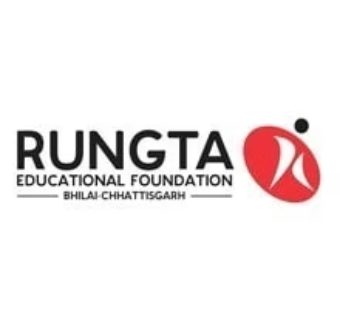 RUNGTA
EDUCATIONAL FOUNDATION
BHILAI-CHHATTISGARH